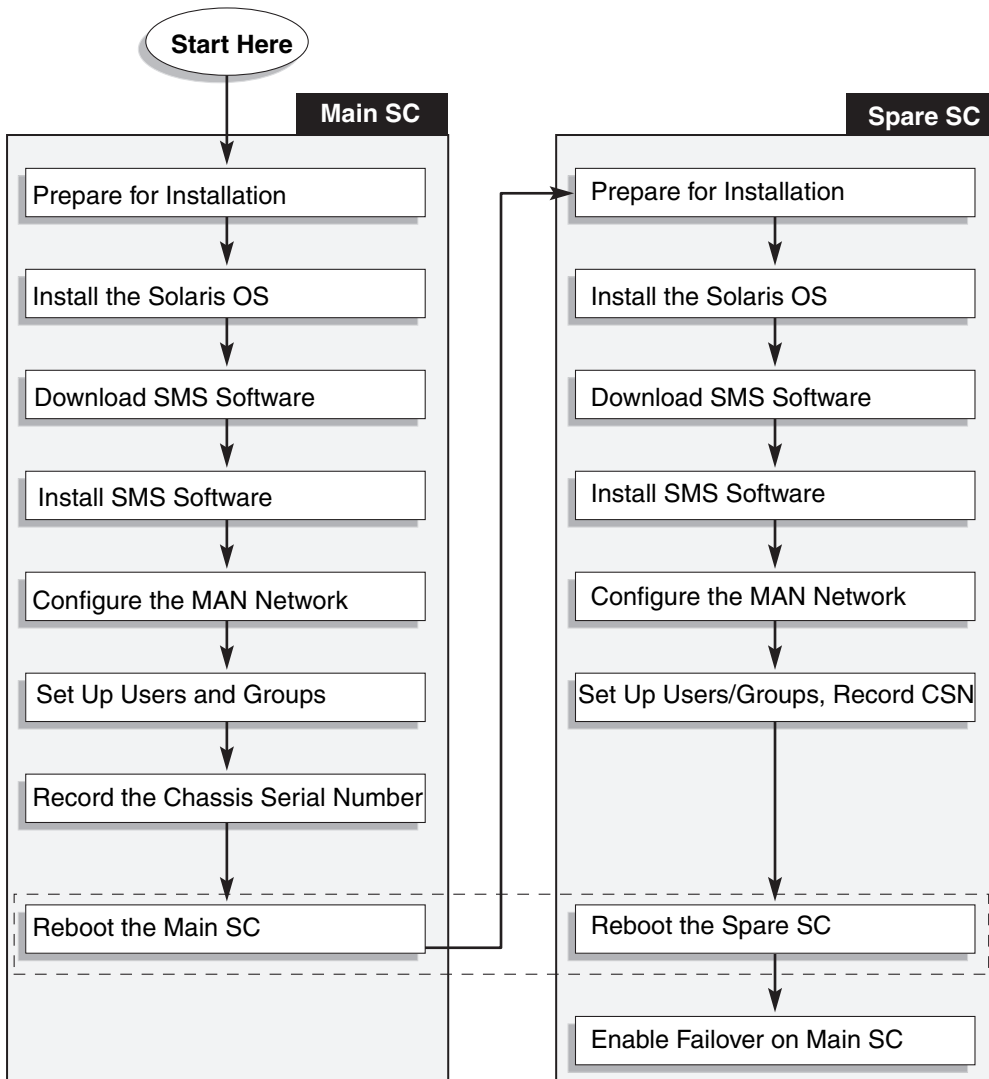 Start Here
Main SC
Prepare for Installation
Install the Solaris OS
Download SMS Software
Install SMS Software
Configure the MAN Network
Set Up Users and Groups
Record the Chassis Serial Number
Reboot the Main SC
Spare SC
Prepare for Installation
Install the Solaris OS
Download SMS Software
Install SMS Software
Configure the MAN Network
Set Up Users/Groups, Record CSN
Reboot the Spare SC
Enable Failover on Main SC